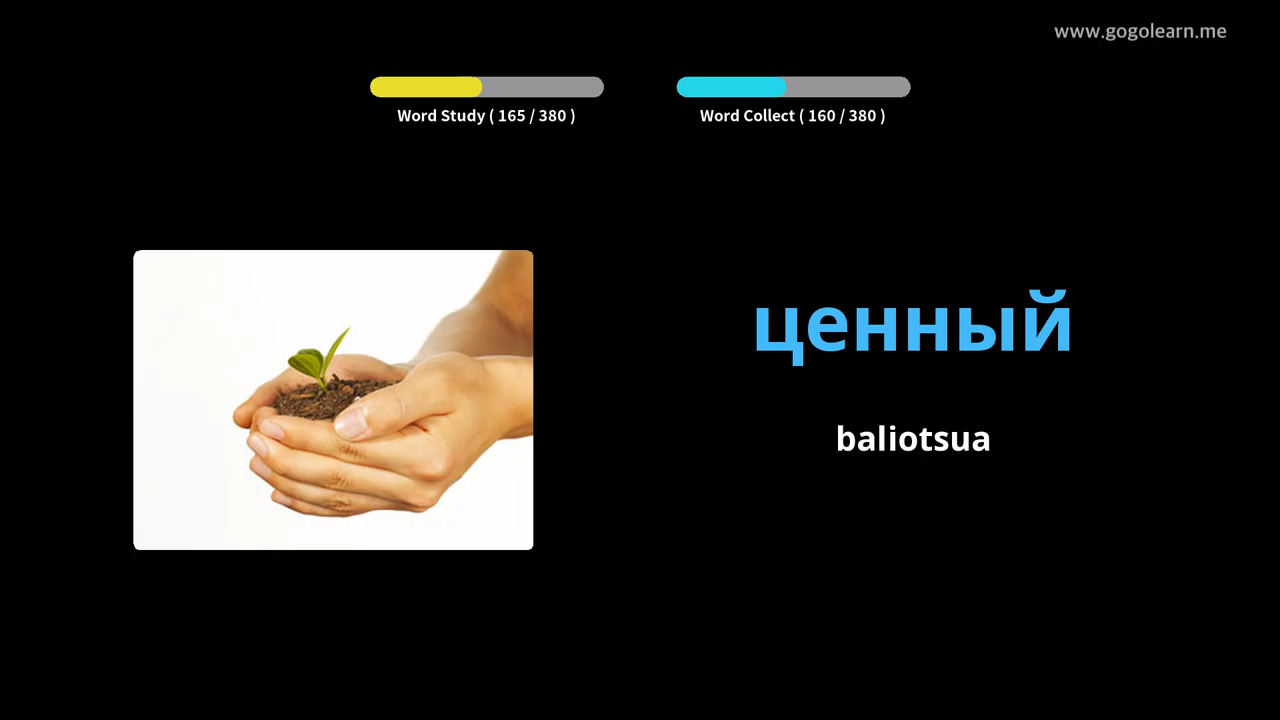 www.gogolearn.me
Word Study ( 165 / 380 )
Word Collect ( 160 / 380 )
ценный
baliotsua